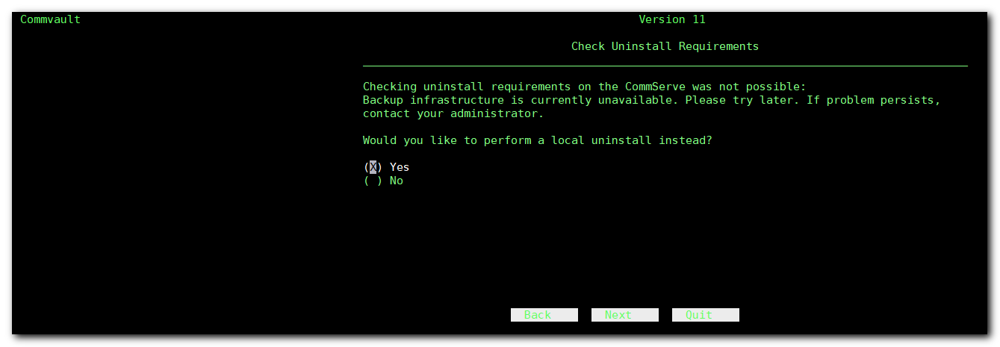 Commvault Version 11
Check Uninstall Requirements
Checking uninstall requirements on the CommServe was not possible:
Backup infrastructure is currently unavailable. Please try later. If problem persists,
contact your administrator.
Would you like to perform a local uninstall instead?
(X) Yes
( ) No
Back Next Quit